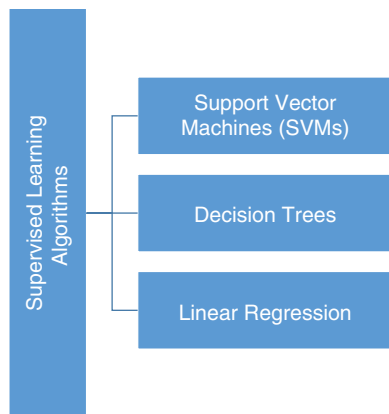 Supervised Learning
Algorithms
Support Vector
Machines (SVMs)
Decision Trees
Linear Regression